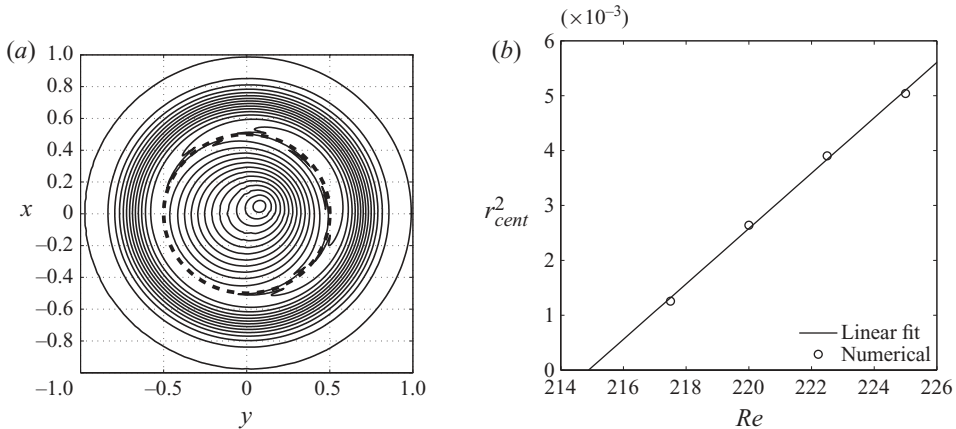 (a)
1.0
0.8
0.6
0.4
0.2
x 0
–0.2
–0.4
–0.6
–0.8
–1.0
–1.0 –0.5 0 0.5 1.0
y
(b)
(×10–3)
6
5
4
3
2
1
0
r2cent
214 216 218 220 222 224 226
Re
Linear fit
Numerical